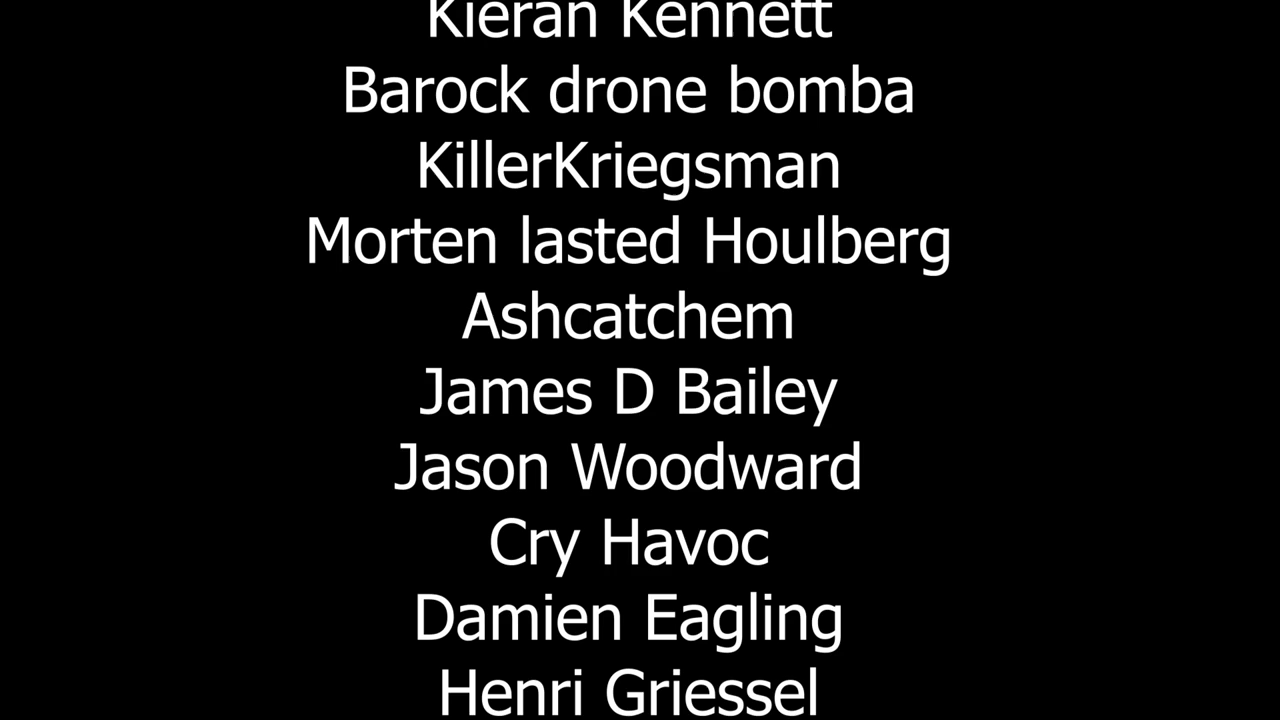 Kieran Kennett
Barock drone bomba
KillerKriegsman
Morten lasted Houlberg
Ashcatchem
James D Bailey
Jason Woodward
Cry Havoc
Damien Eagling
Henri Griessel